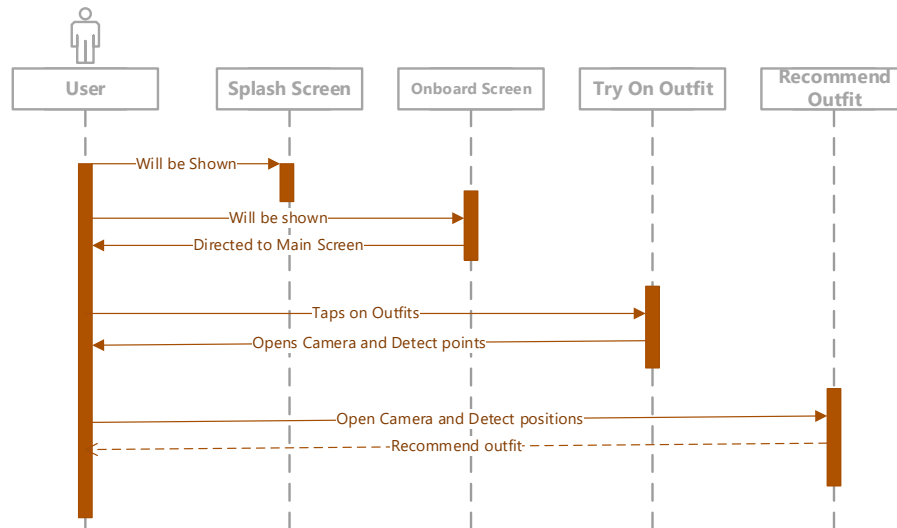 User
Splash Screen
Onboard Screen
Try On Outfit
Recommend
Outfit
Will be Shown
Will be shown
Directed to Main Screen
Taps on Outfits
Opens Camera and Detect points
Open Camera and Detect positions
Recommend outfit